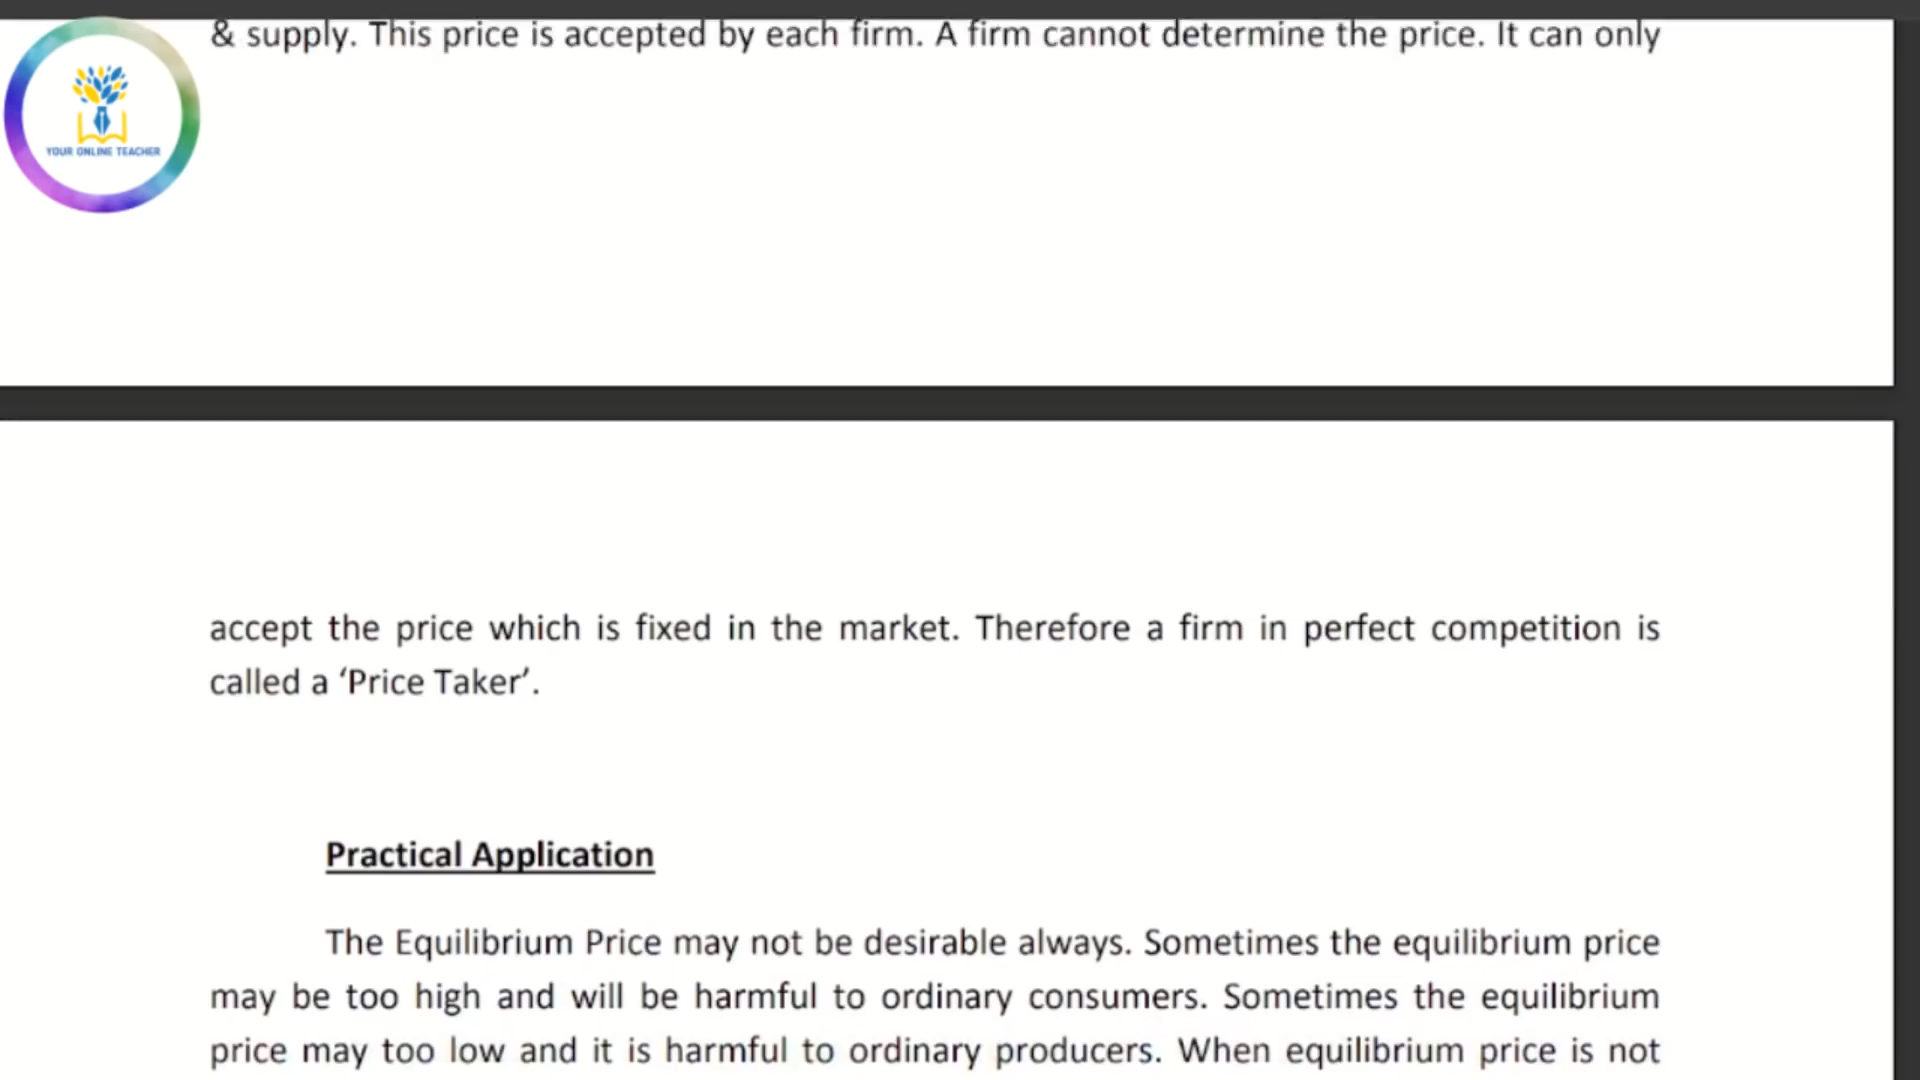 & supply. This price is accepted by each firm. A firm cannot determine the price. It can only
YOUR ONLINE TEACHER
accept the price which is fixed in the market. Therefore a firm in perfect competition is
called a ‘Price Taker’.
Practical Application
The Equilibrium Price may not be desirable always. Sometimes the equilibrium price
may be too high and will be harmful to ordinary consumers. Sometimes the equilibrium
price may too low and it is harmful to ordinary producers. When equilibrium price is not